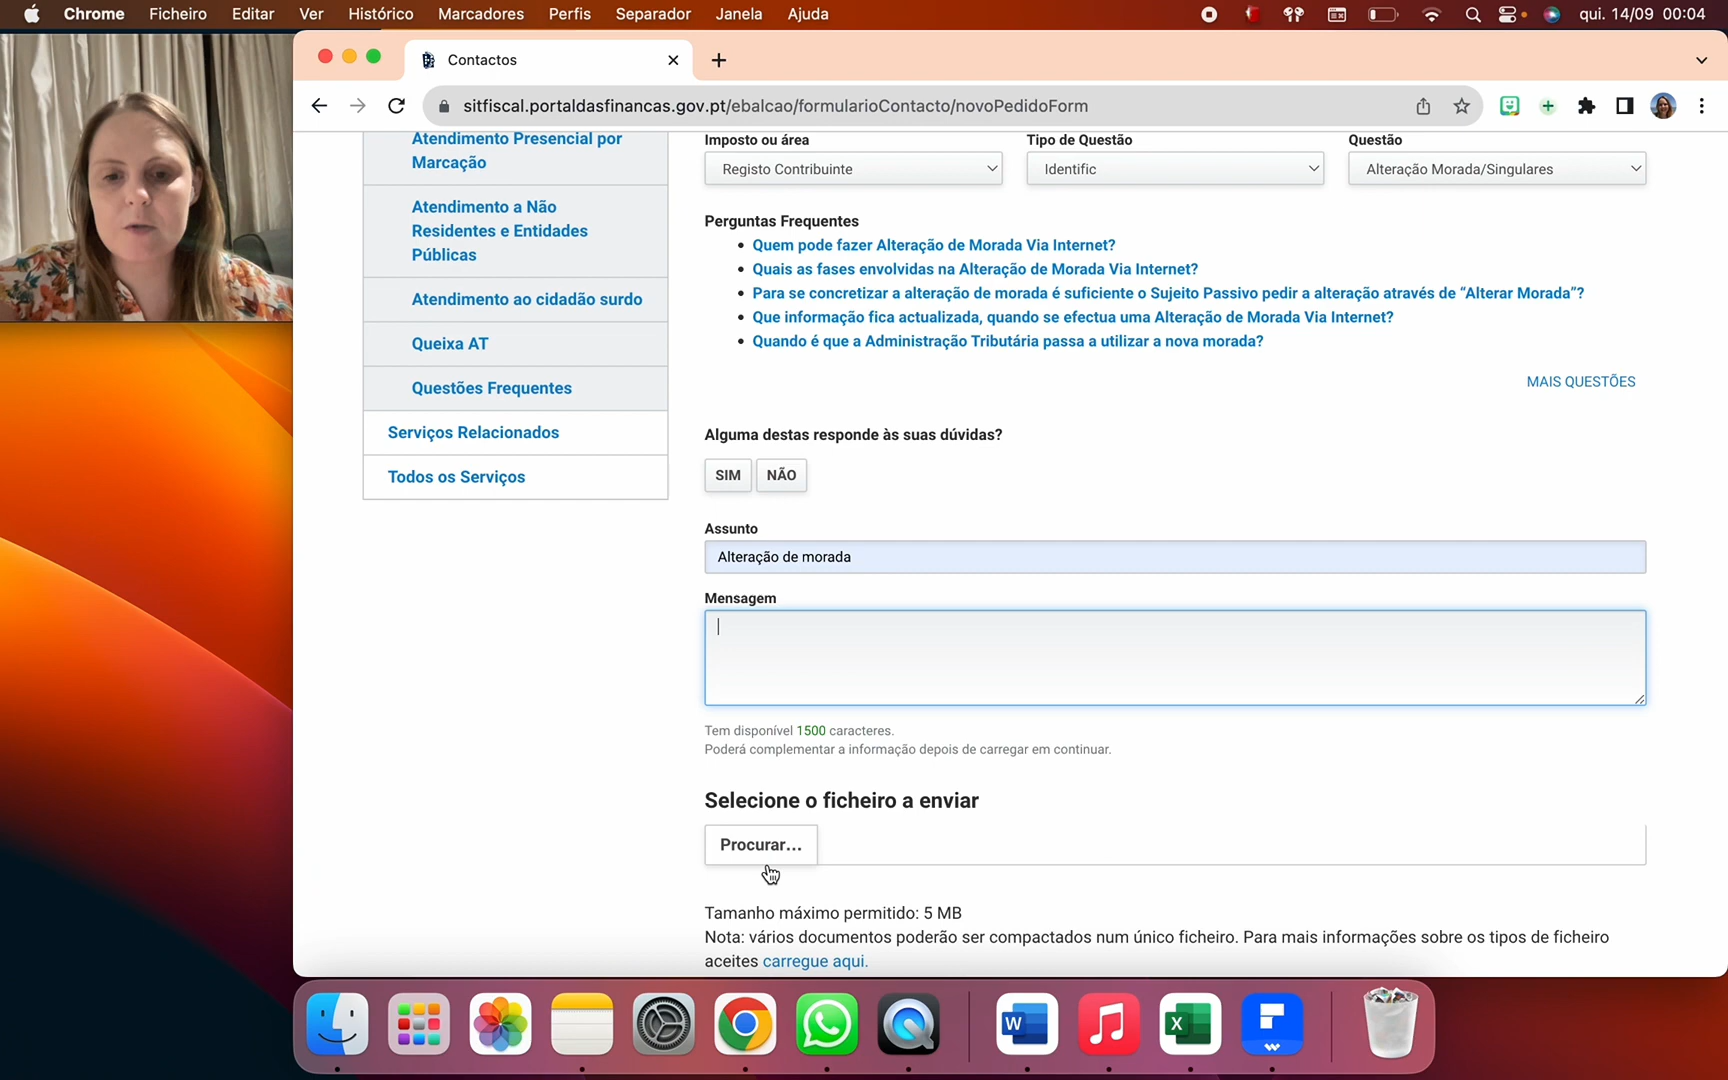 Chrome Ficheiro Editar Ver Histórico Marcadores Perfis Separador Janela Ajuda qui. 14/09 00:04
Contactos
sitfiscal.portaldasfinancas.gov.pt/ebalcao/formularioContacto/novoPedidoForm
Atendimento Presencial por
Marcação
Atendimento a Não
Residentes e Entidades
Públicas
Atendimento ao cidadão surdo
Queixa AT
Questões Frequentes
Serviços Relacionados
Todos os Serviços
Imposto ou área Tipo de Questão Questão
Registo Contribuinte Identific Alteração Morada/Singulares
Perguntas Frequentes
• Quem pode fazer Alteração de Morada Via Internet?
• Quais as fases envolvidas na Alteração de Morada Via Internet?
• Para se concretizar a alteração de morada é suficiente o Sujeito Passivo pedir a alteração através de “Alterar Morada”?
• Que informação fica actualizada, quando se efectua uma Alteração de Morada Via Internet?
• Quando é que a Administração Tributária passa a utilizar a nova morada?
MAIS QUESTÕES
Alguma destas responde às suas dúvidas?
SIM NÃO
Assunto
Alteração de morada
Mensagem
Tem disponível 1500 caracteres.
Poderá complementar a informação depois de carregar em continuar.
Selecione o ficheiro a enviar
Procurar...
Tamanho máximo permitido: 5 MB
Nota: vários documentos poderão ser compactados num único ficheiro. Para mais informações sobre os tipos de ficheiro
aceites carregue aqui.
W X